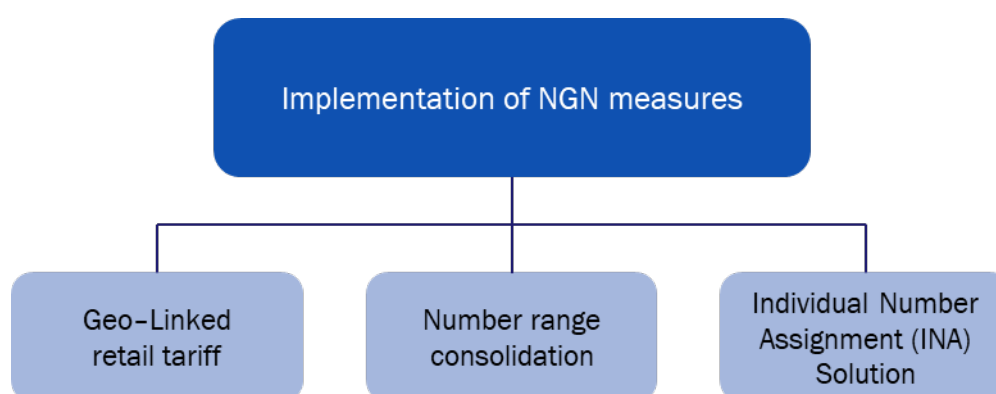 Implementation of NGN measures
Geo–Linked
retail tariff
Number range
consolidation
Individual Number
Assignment (INA)
Solution